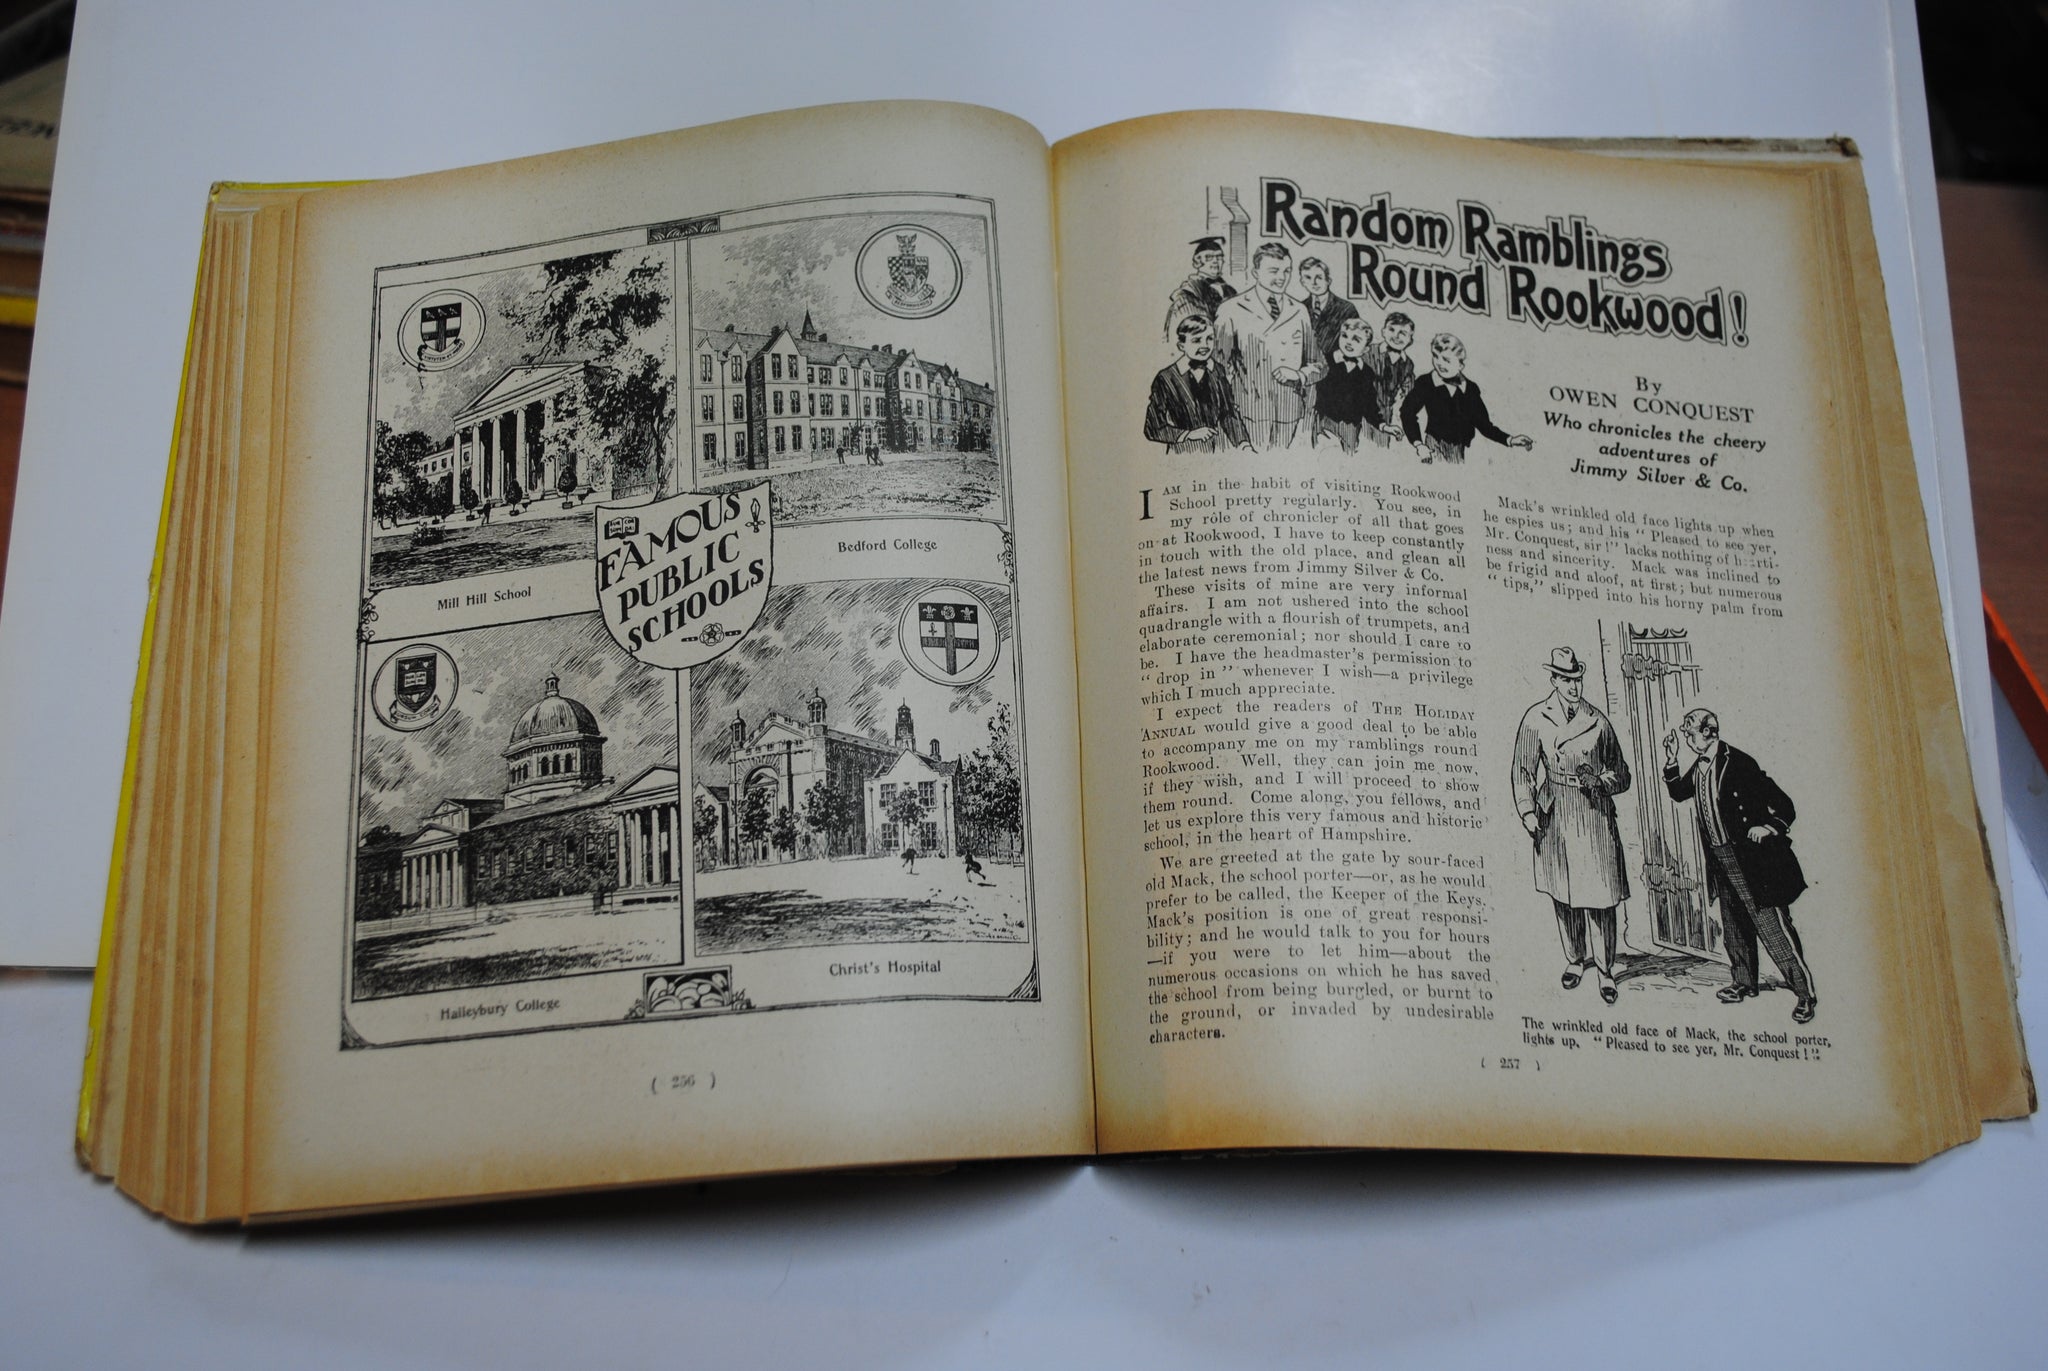 FAMOUS
PUBLIC
SCHOOLS
Mill Hill School
Bedford College
Haileybury College
Christ's Hospital
( 256 )
Random Ramblings
Round Rookwood!
By
OWEN CONQUEST
Who chronicles the cheery
adventures of
Jimmy Silver & Co.
I AM in the habit of visiting Rookwood
School pretty regularly. You see, in
my rôle of chronicler of all that goes
on at Rookwood, I have to keep constantly
in touch with the old place, and glean all
the latest news from Jimmy Silver & Co.
These visits of mine are very informal
affairs. I am not ushered into the school
quadrangle with a flourish of trumpets, and
elaborate ceremonial; nor should I care to
be. I have the headmaster's permission to
"drop in" whenever I wish—a privilege
which I much appreciate.
I expect the readers of THE HOLIDAY
ANNUAL would give a good deal to be able
to accompany me on my ramblings round
Rookwood. Well, they can join me now,
if they wish, and I will proceed to show
them round. Come along, you fellows, and
let us explore this very famous and historic
school, in the heart of Hampshire.
We are greeted at the gate by sour-faced
old Mack, the school porter—or, as he would
prefer to be called, the Keeper of the Keys.
Mack's position is one of great responsi-
bility; and he would talk to you for hours
—if you were to let him—about the
numerous occasions on which he has saved
the school from being burgled, or burnt to
the ground, or invaded by undesirable
characters.
Mack's wrinkled old face lights up when
he espies us; and his "Pleased to see yer,
Mr. Conquest, sir!" lacks nothing of hearti-
ness and sincerity. Mack was inclined to
be frigid and aloof, at first; but numerous
"tips," slipped into his horny palm from
The wrinkled old face of Mack, the school porter,
lights up. "Pleased to see yer, Mr. Conquest!"
( 257 )